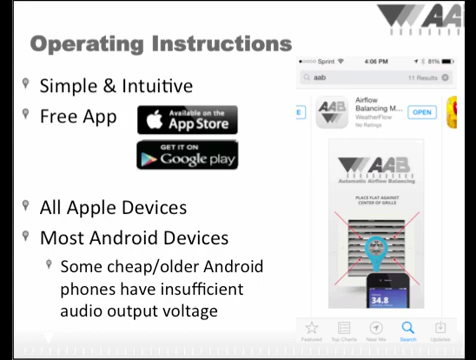 AAB
Operating Instructions
Simple & Intuitive
Free App
Available on the
App Store
GET IT ON
Google play
All Apple Devices
Most Android Devices
Some cheap/older Android
phones have insufficient
audio output voltage
Sprint
4:06 PM
81%
aab
11 Results
AAB
Airflow
Balancing M...
WeatherFlow
No Ratings
OPEN
AAB
Automatic Airflow Balancing
PLACE FLAT AGAINST
CENTER OF GRILLE
34.8
Featured
Top Charts
Near Me
Search
Updates